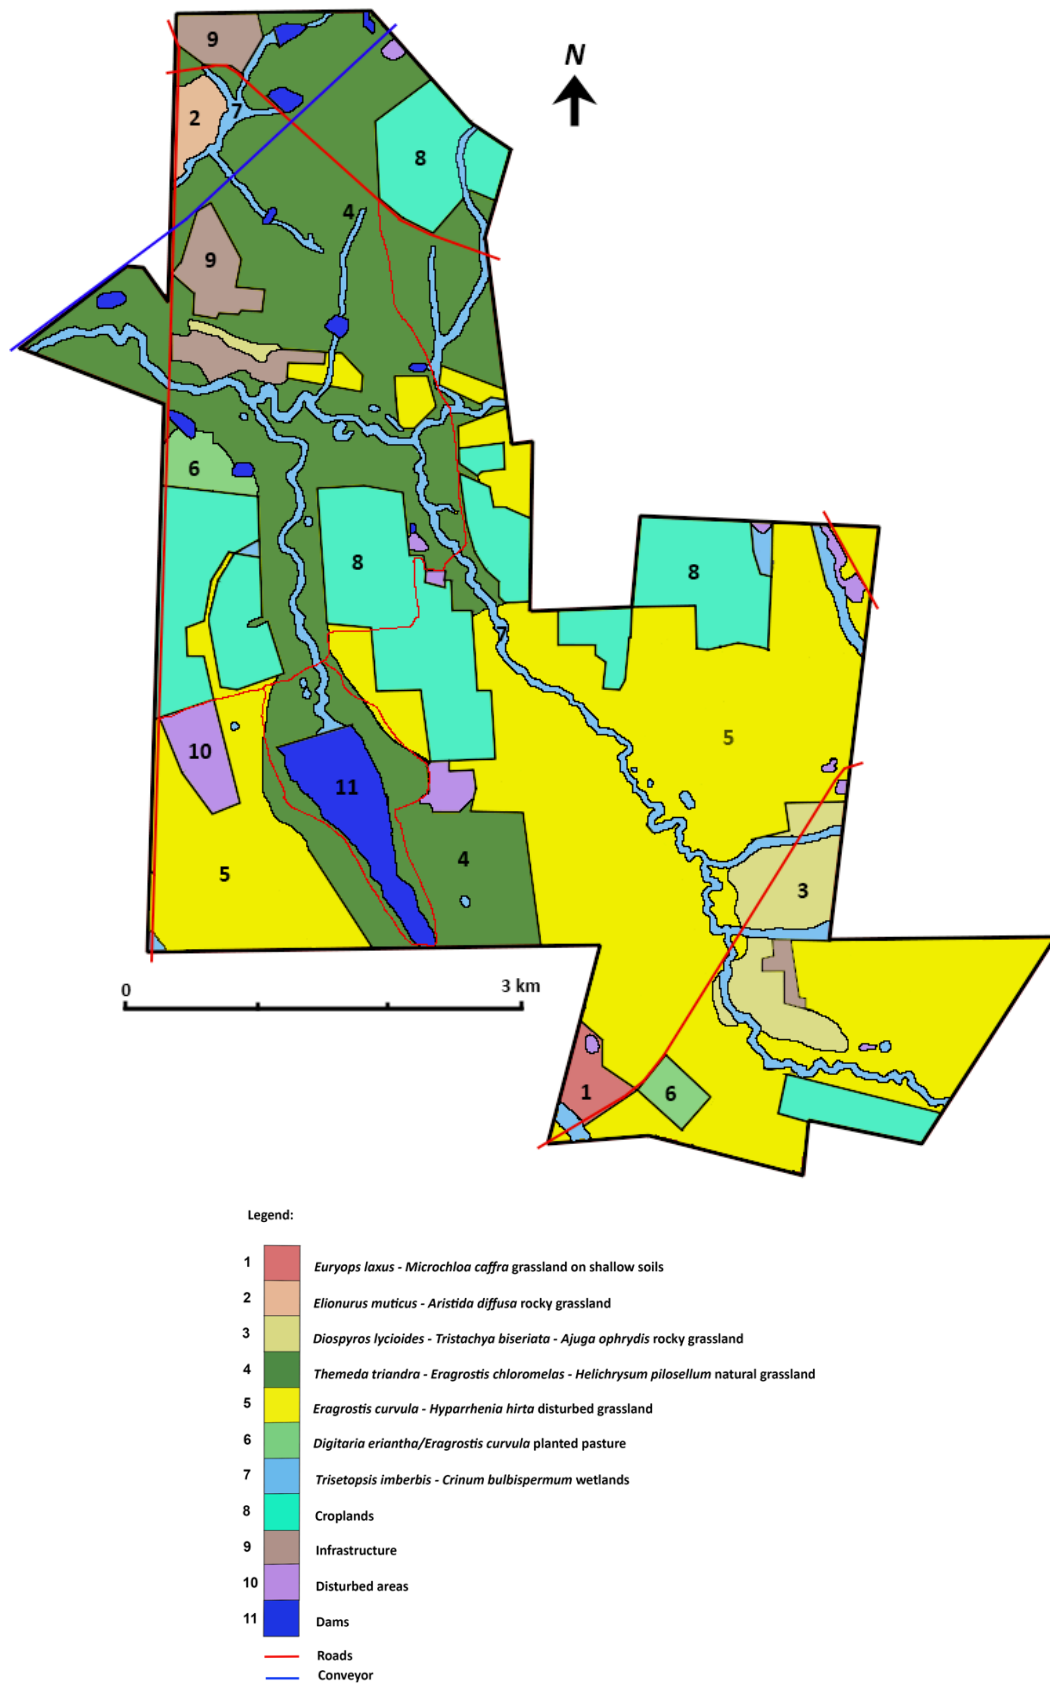 N
9
2
7
8
4
9
6
8
8
7
10
5
11
4
5
3
0
3 km
1
6
Legend:
1 Euryops laxus - Microchloa caffra grassland on shallow soils
2 Elionurus muticus - Aristida diffusa rocky grassland
3 Diospyros lycioides - Tristachya biseriata - Ajuga ophrydis rocky grassland
4 Themeda triandra - Eragrostis chloromelas - Helichrysum pilosellum natural grassland
5 Eragrostis curvula - Hyparrhenia hirta disturbed grassland
6 Digitaria eriantha/Eragrostis curvula planted pasture
7 Trisetopsis imberbis - Crinum bulbispermum wetlands
8 Croplands
9 Infrastructure
10 Disturbed areas
11 Dams
Roads
Conveyor